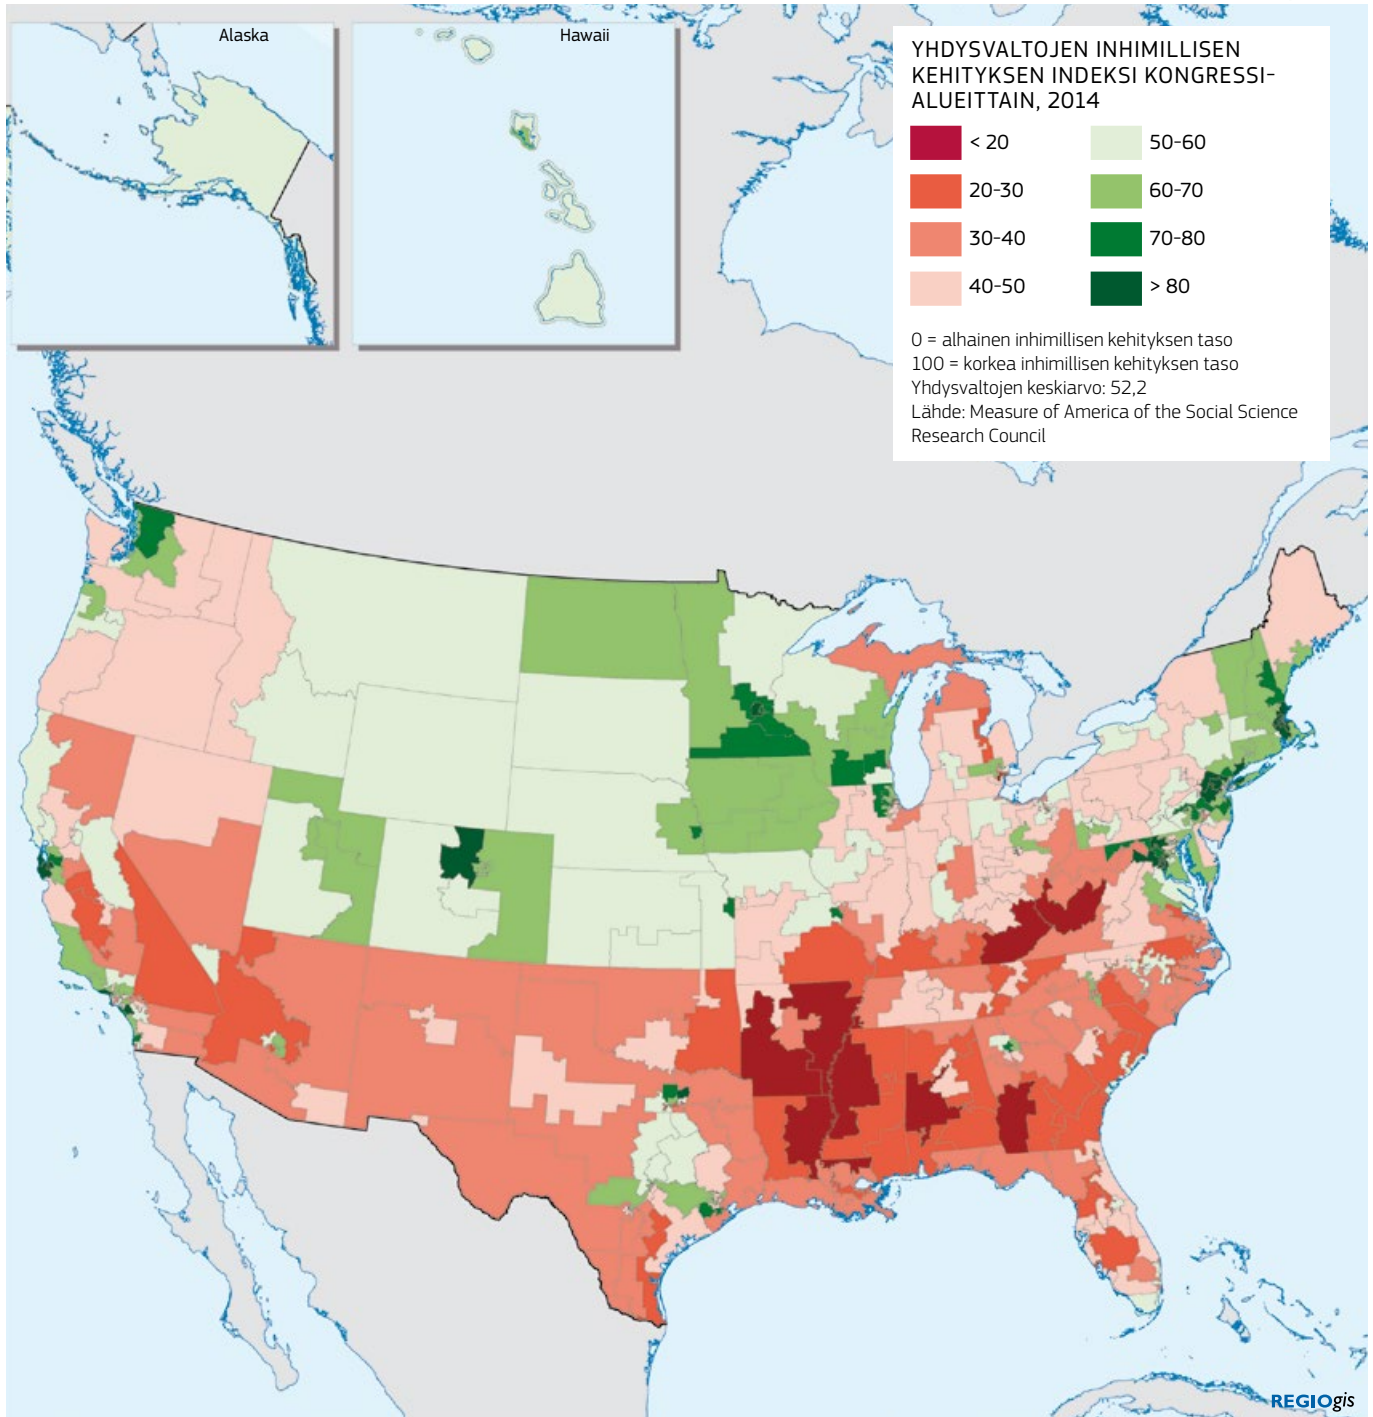 Alaska
Hawaii
YHDYSVALTOJEN INHIMILLISEN
KEHITYKSEN INDEKSI KONGRESSI-
ALUEITTAIN, 2014
< 20
20-30
30-40
40-50
50-60
60-70
70-80
> 80
0 = alhainen inhimillisen kehityksen taso
100 = korkea inhimillisen kehityksen taso
Yhdysvaltojen keskiarvo: 52,2
Lähde: Measure of America of the Social Science
Research Council
REGIOgis